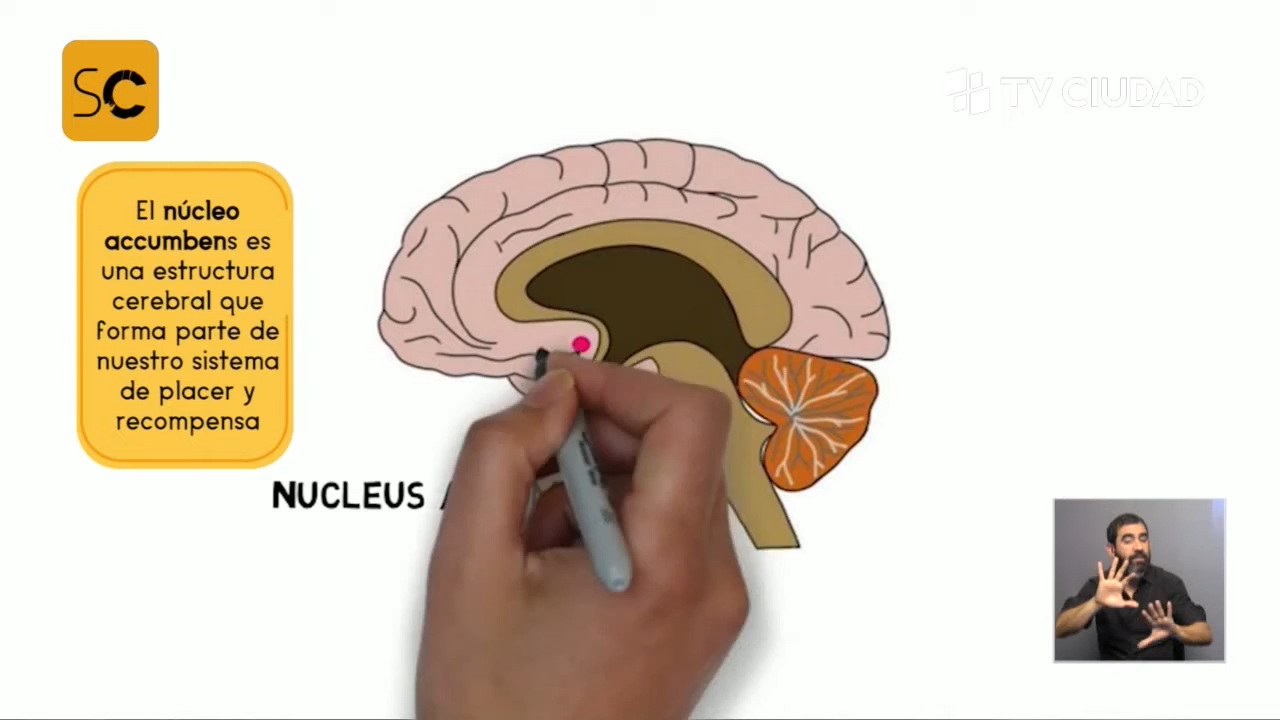 SC
TV CIUDAD
El núcleo
accumbens es
una estructura
cerebral que
forma parte de
nuestro sistema
de placer y
recompensa
NUCLEUS